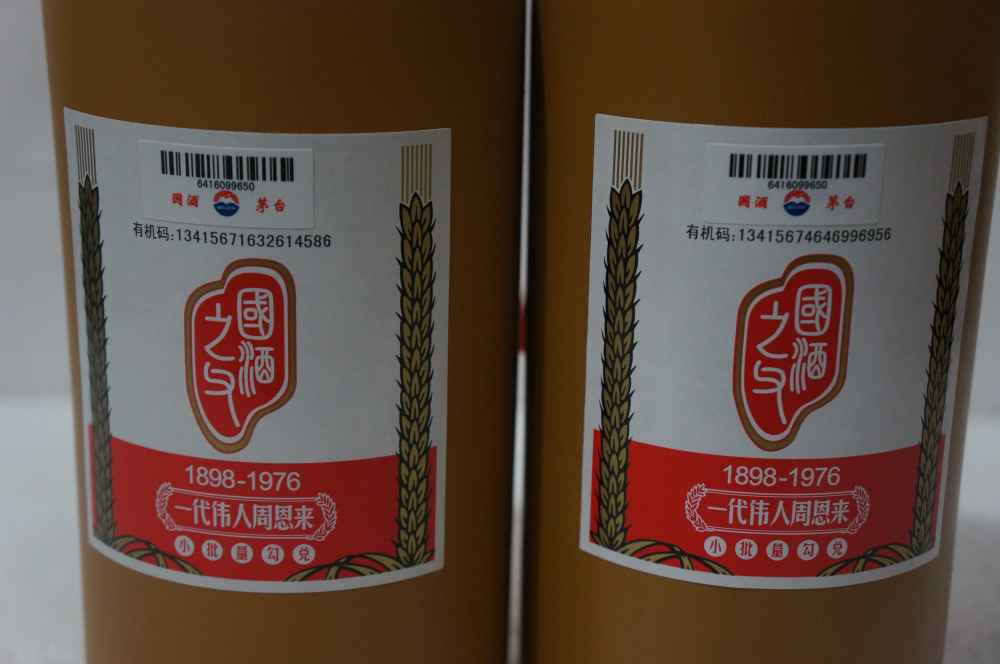 6416099650
国酒 茅台
有机码:13415671632614586
國酒
之父
1898-1976
一代伟人周恩来
小批量勾兑
6416099650
国酒 茅台
有机码:13415674646996956
國酒
之父
1898-1976
一代伟人周恩来
小批量勾兑